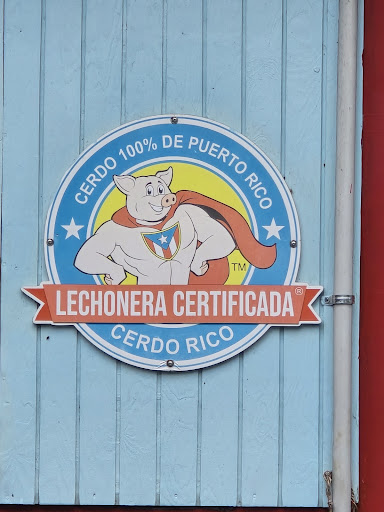 CERDO 100% DE PUERTO RICO
TM
LECHONERA CERTIFICADA®
CERDO RICO